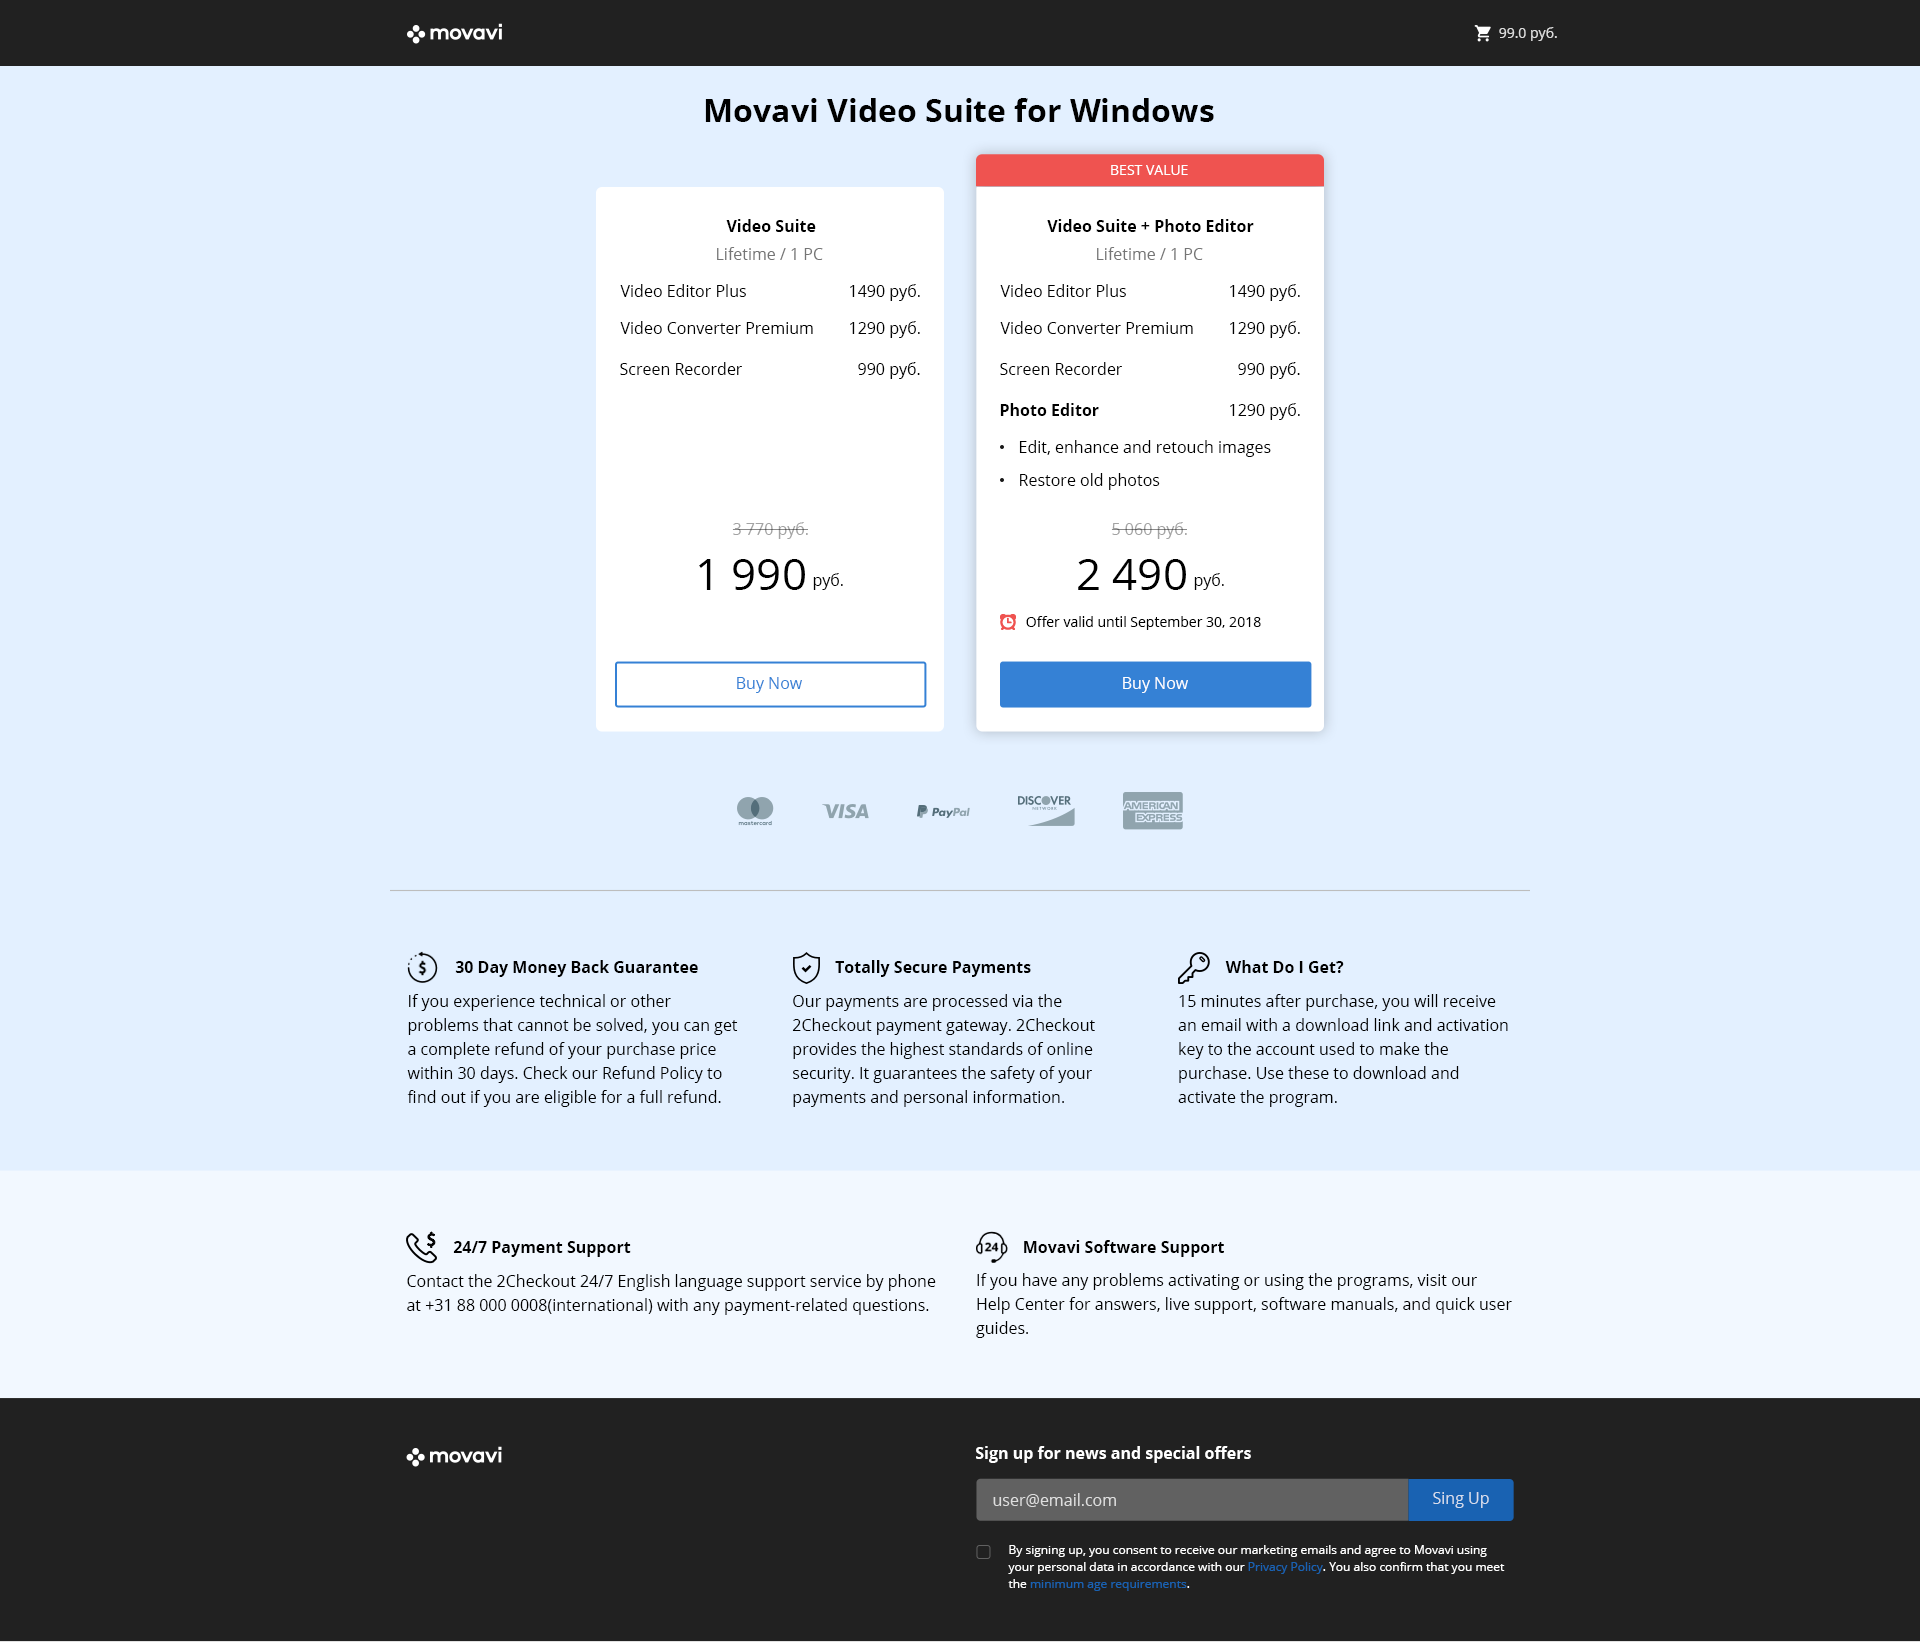 movavi
99.0 руб.
Movavi Video Suite for Windows
BEST VALUE
Video Suite
Lifetime / 1 PC
Video Editor Plus 1490 руб.
Video Converter Premium 1290 руб.
Screen Recorder 990 руб.
3 770 руб.
1 990 руб.
Buy Now
Video Suite + Photo Editor
Lifetime / 1 PC
Video Editor Plus 1490 руб.
Video Converter Premium 1290 руб.
Screen Recorder 990 руб.
Photo Editor 1290 руб.
• Edit, enhance and retouch images
• Restore old photos
5 060 руб.
2 490 руб.
Offer valid until September 30, 2018
Buy Now
mastercard
VISA
PayPal
DISCOVER
NETWORK
AMERICAN
EXPRESS
30 Day Money Back Guarantee
If you experience technical or other
problems that cannot be solved, you can get
a complete refund of your purchase price
within 30 days. Check our Refund Policy to
find out if you are eligible for a full refund.
Totally Secure Payments
Our payments are processed via the
2Checkout payment gateway. 2Checkout
provides the highest standards of online
security. It guarantees the safety of your
payments and personal information.
What Do I Get?
15 minutes after purchase, you will receive
an email with a download link and activation
key to the account used to make the
purchase. Use these to download and
activate the program.
24/7 Payment Support
Contact the 2Checkout 24/7 English language support service by phone
at +31 88 000 0008(international) with any payment-related questions.
24
Movavi Software Support
If you have any problems activating or using the programs, visit our
Help Center for answers, live support, software manuals, and quick user
guides.
movavi
Sign up for news and special offers
user@email.com
Sing Up
By signing up, you consent to receive our marketing emails and agree to Movavi using
your personal data in accordance with our Privacy Policy. You also confirm that you meet
the minimum age requirements.